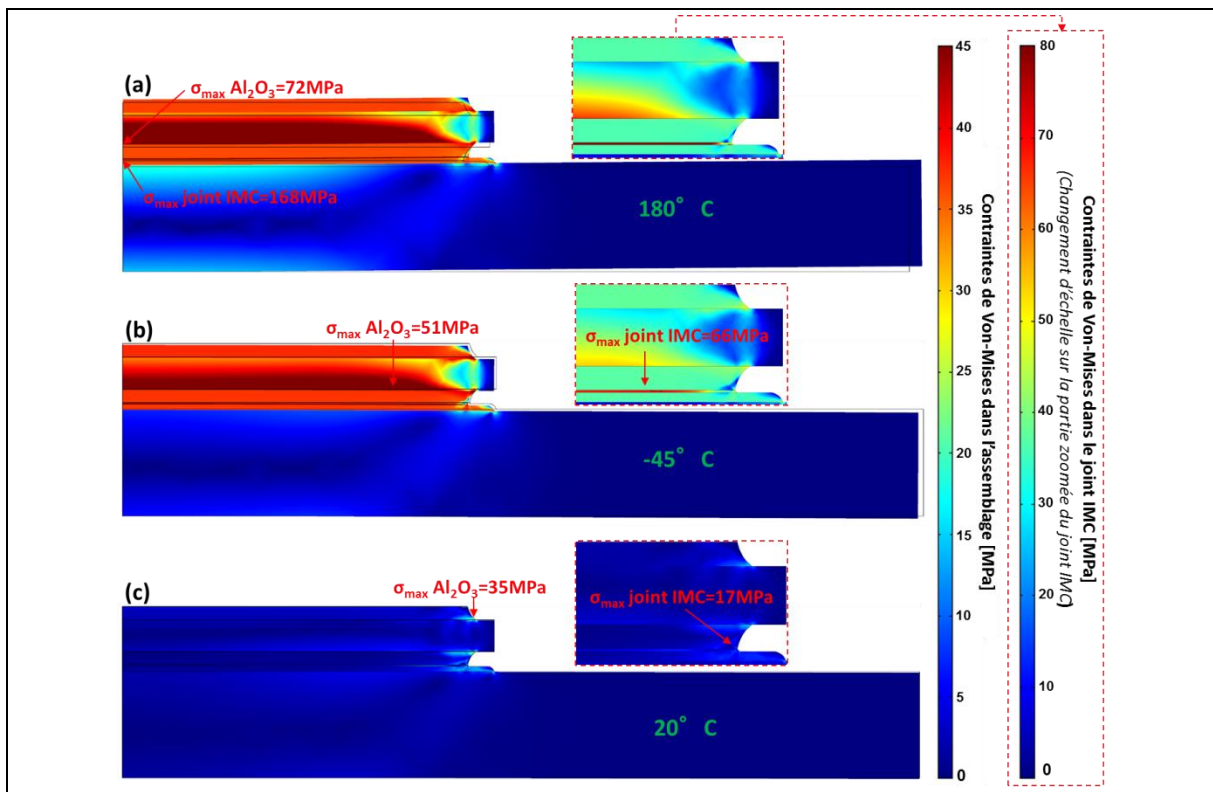 (a)
σmax Al2O3=72MPa
σmax joint IMC=168MPa
180° C
(b)
σmax Al2O3=51MPa
σmax joint IMC=66MPa
-45° C
(c)
σmax Al2O3=35MPa
σmax joint IMC=17MPa
20° C
45
40
35
30
25
20
15
10
5
0
Contraintes de Von-Mises dans l'assemblage [MPa]
80
70
60
50
40
30
20
10
0
Contraintes de Von-Mises dans le joint IMC [MPa]
(Changement d'échelle sur la partie zoomée du joint IMC)